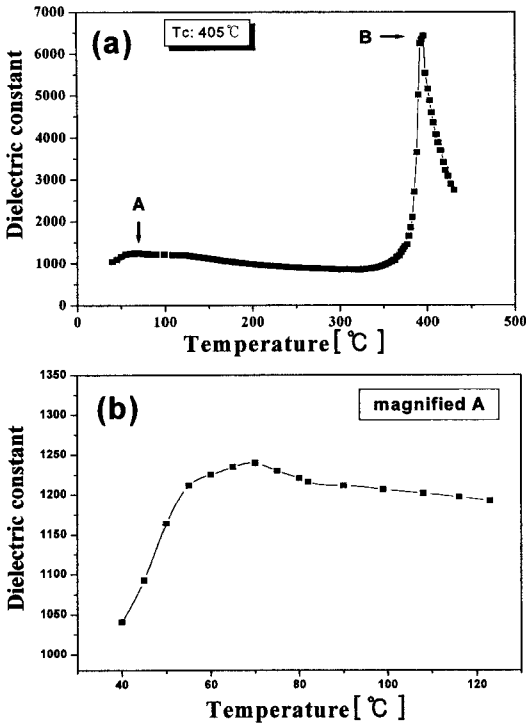 (a)
Tc: 405℃
B
A
Dielectric constant
7000
6000
5000
4000
3000
2000
1000
0
0 100 200 300 400 500
Temperature[℃]
(b)
magnified A
Dielectric constant
1350
1300
1250
1200
1150
1100
1050
1000
40 60 80 100 120
Temperature[℃]